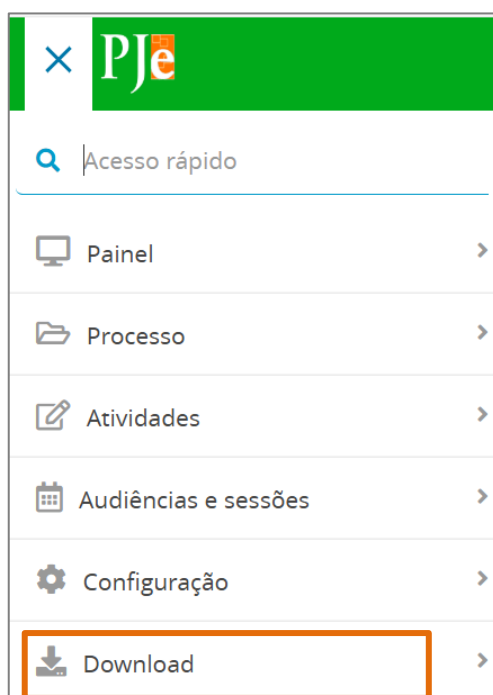 PJe
Acesso rápido
Painel
Processo
Atividades
Audiências e sessões
Configuração
Download